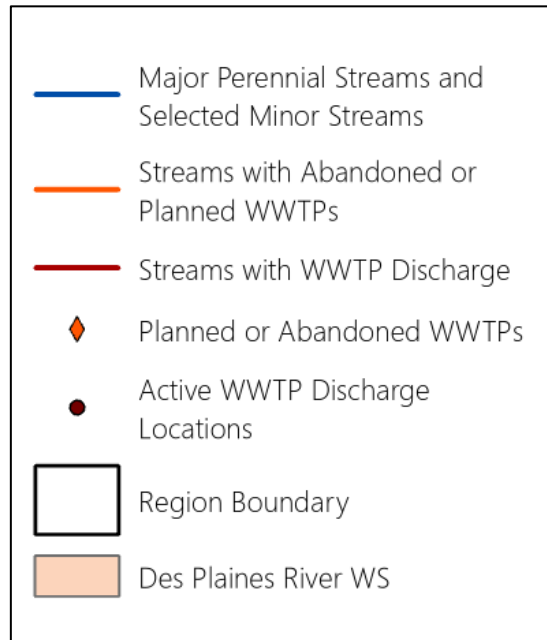 Major Perennial Streams and
Selected Minor Streams
Streams with Abandoned or
Planned WWTPs
Streams with WWTP Discharge
Planned or Abandoned WWTPs
Active WWTP Discharge
Locations
Region Boundary
Des Plaines River WS